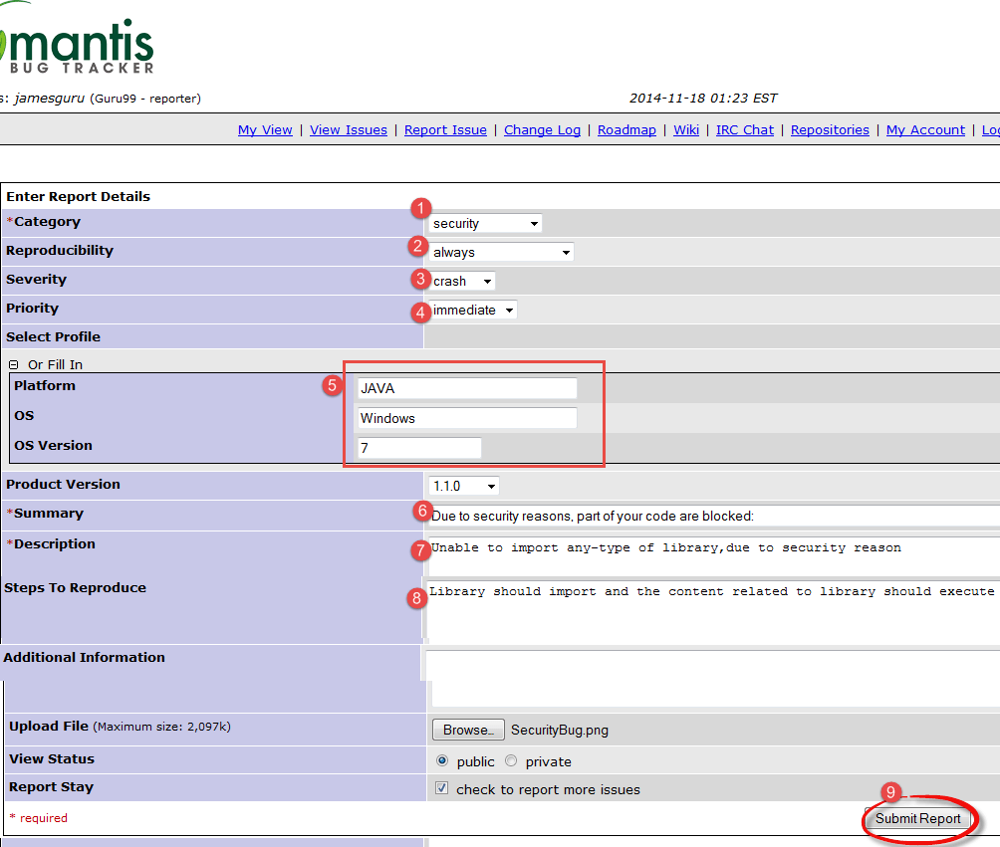 mantis
BUG TRACKER
s: jamesguru (Guru99 - reporter) 2014-11-18 01:23 EST
My View | View Issues | Report Issue | Change Log | Roadmap | Wiki | IRC Chat | Repositories | My Account | Lo
Enter Report Details
*Category 1 security
Reproducibility 2 always
Severity 3 crash
Priority 4 immediate
Select Profile
Or Fill In
Platform 5 JAVA
OS Windows
OS Version 7
Product Version 1.1.0
*Summary 6 Due to security reasons, part of your code are blocked:
*Description 7 Unable to import any-type of library,due to security reason
Steps To Reproduce 8 Library should import and the content related to library should execute
Additional Information
Upload File (Maximum size: 2,097k) Browse... SecurityBug.png
View Status public private
Report Stay check to report more issues
9
* required Submit Report